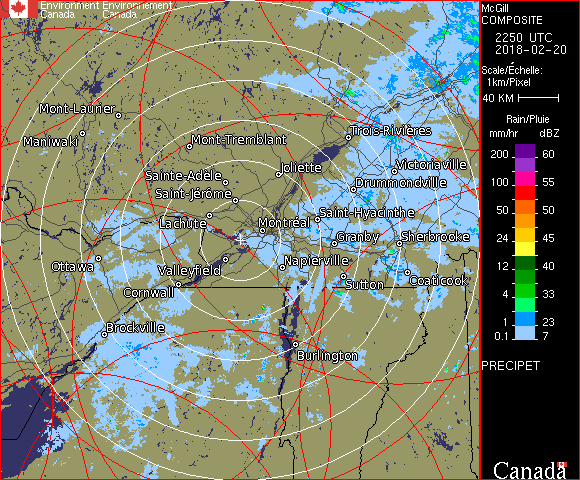 Environment Environnement
Canada Canada
McGill
COMPOSITE
2250 UTC
2018-02-20
Scale/Échelle:
1km/Pixel
40 KM
Rain/Pluie
mm/hr dBZ
200 60
100 55
50 50
24 45
12 40
4 33
1 23
0.1 7
PRECIPET
Canada
Mont-Laurier
Maniwaki
Mont-Tremblant
Trois-Rivières
Sainte-Adèle
Joliette
Victoriaville
Saint-Jérôme
Drummondville
Lachute
Montréal
Saint-Hyacinthe
Granby
Sherbrooke
Ottawa
Valleyfield
Napierville
Cornwall
Sutton
Coaticook
Brockville
Burlington